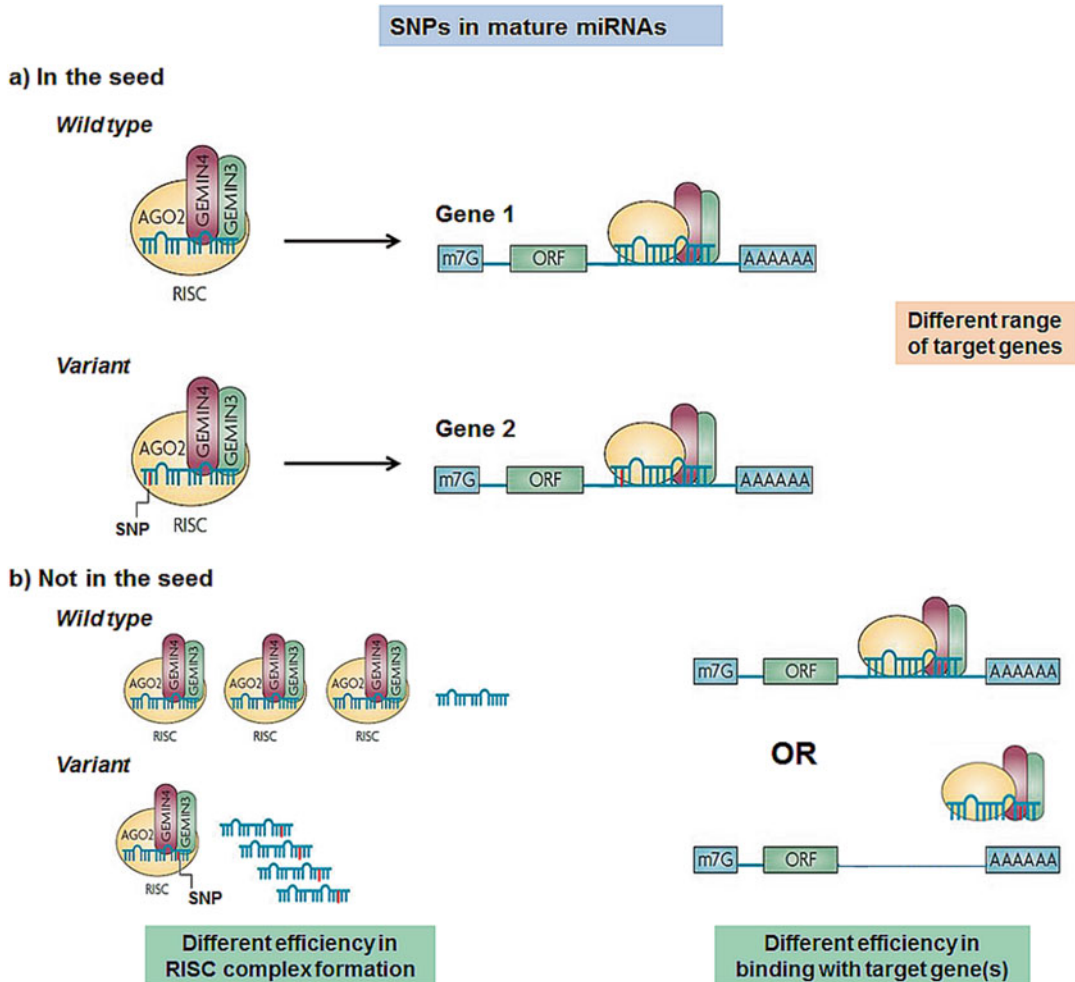 SNPs in mature miRNAs
a) In the seed
Wild type
AGO2
GEMIN4
GEMIN3
RISC
Gene 1
m7G
ORF
AAAAAA
Different range
of target genes
Variant
AGO2
GEMIN4
GEMIN3
SNP
RISC
Gene 2
m7G
ORF
AAAAAA
b) Not in the seed
Wild type
AGO2
GEMIN4
GEMIN3
RISC
AGO2
GEMIN4
GEMIN3
RISC
AGO2
GEMIN4
GEMIN3
RISC
m7G
ORF
AAAAAA
OR
Variant
AGO2
GEMIN4
GEMIN3
RISC
SNP
m7G
ORF
AAAAAA
Different efficiency in
RISC complex formation
Different efficiency in
binding with target gene(s)